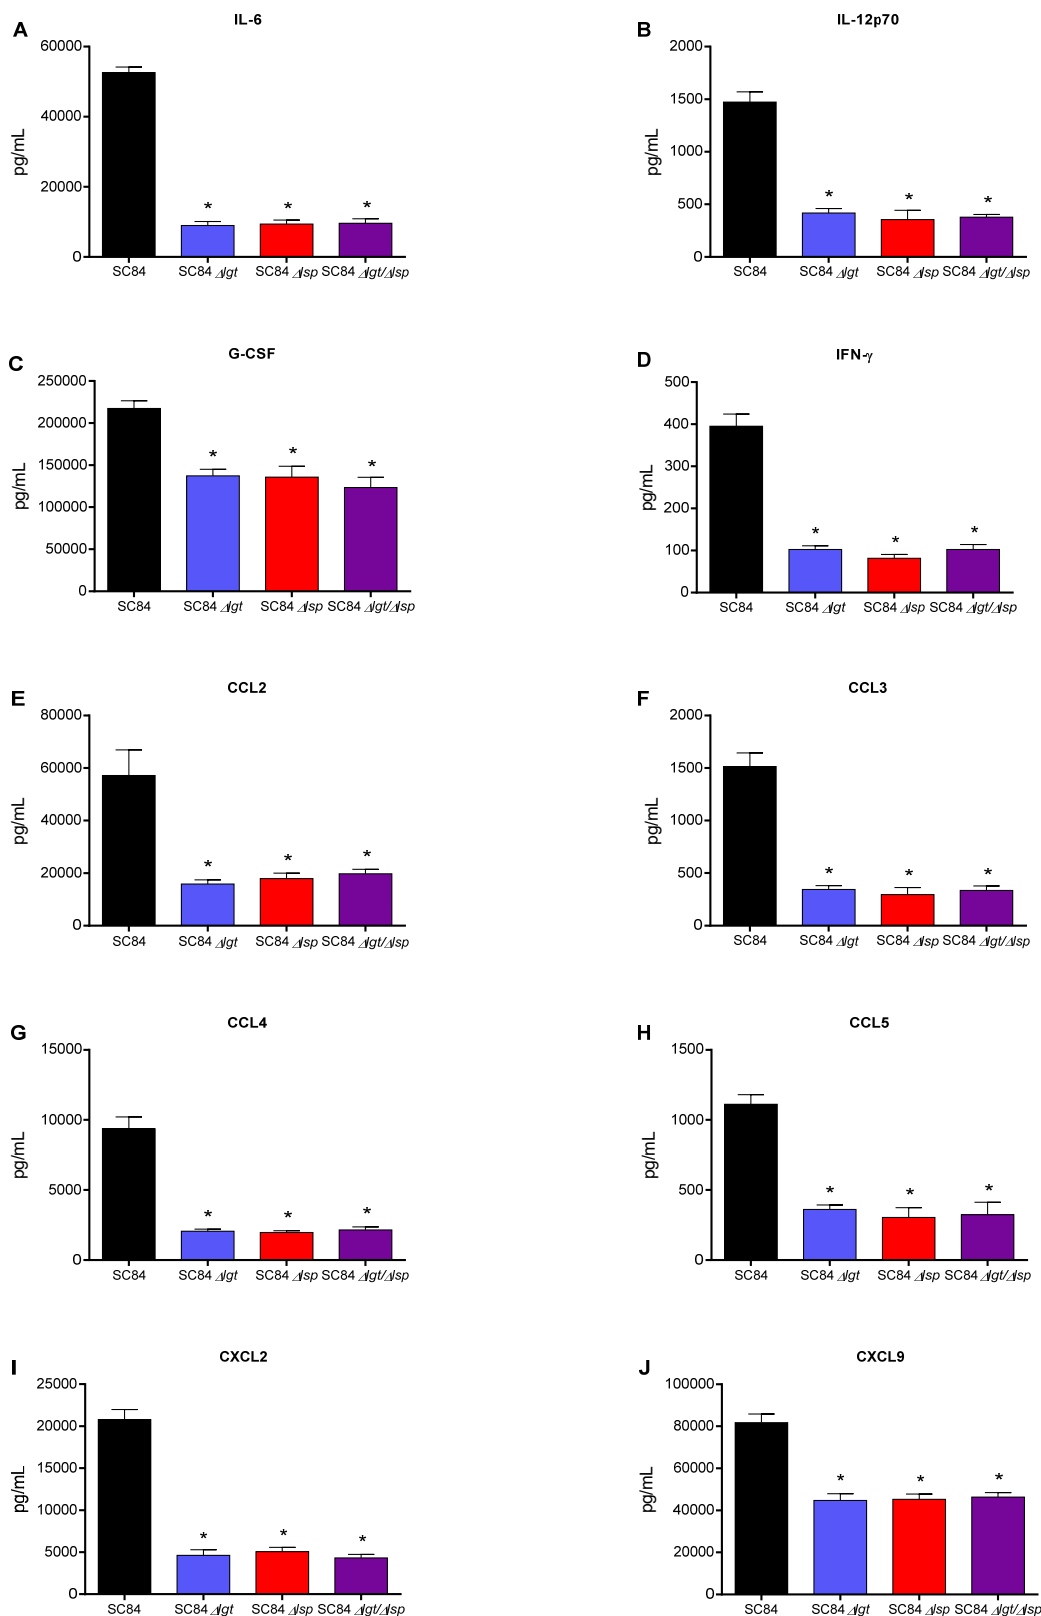 A
IL-6
60000
40000
20000
0
pg/mL
*
*
*
SC84
SC84 Δlgt
SC84 Δlsp
SC84 Δlgt/Δlsp
B
IL-12p70
2000
1500
1000
500
0
pg/mL
*
*
*
SC84
SC84 Δlgt
SC84 Δlsp
SC84 Δlgt/Δlsp
C
G-CSF
250000
200000
150000
100000
50000
0
pg/mL
*
*
*
SC84
SC84 Δlgt
SC84 Δlsp
SC84 Δlgt/Δlsp
D
IFN-γ
500
400
300
200
100
0
pg/mL
*
*
*
SC84
SC84 Δlgt
SC84 Δlsp
SC84 Δlgt/Δlsp
E
CCL2
80000
60000
40000
20000
0
pg/mL
*
*
*
SC84
SC84 Δlgt
SC84 Δlsp
SC84 Δlgt/Δlsp
F
CCL3
2000
1500
1000
500
0
pg/mL
*
*
*
SC84
SC84 Δlgt
SC84 Δlsp
SC84 Δlgt/Δlsp
G
CCL4
15000
10000
5000
0
pg/mL
*
*
*
SC84
SC84 Δlgt
SC84 Δlsp
SC84 Δlgt/Δlsp
H
CCL5
1500
1000
500
0
pg/mL
*
*
*
SC84
SC84 Δlgt
SC84 Δlsp
SC84 Δlgt/Δlsp
I
CXCL2
25000
20000
15000
10000
5000
0
pg/mL
*
*
*
SC84
SC84 Δlgt
SC84 Δlsp
SC84 Δlgt/Δlsp
J
CXCL9
100000
80000
60000
40000
20000
0
pg/mL
*
*
*
SC84
SC84 Δlgt
SC84 Δlsp
SC84 Δlgt/Δlsp